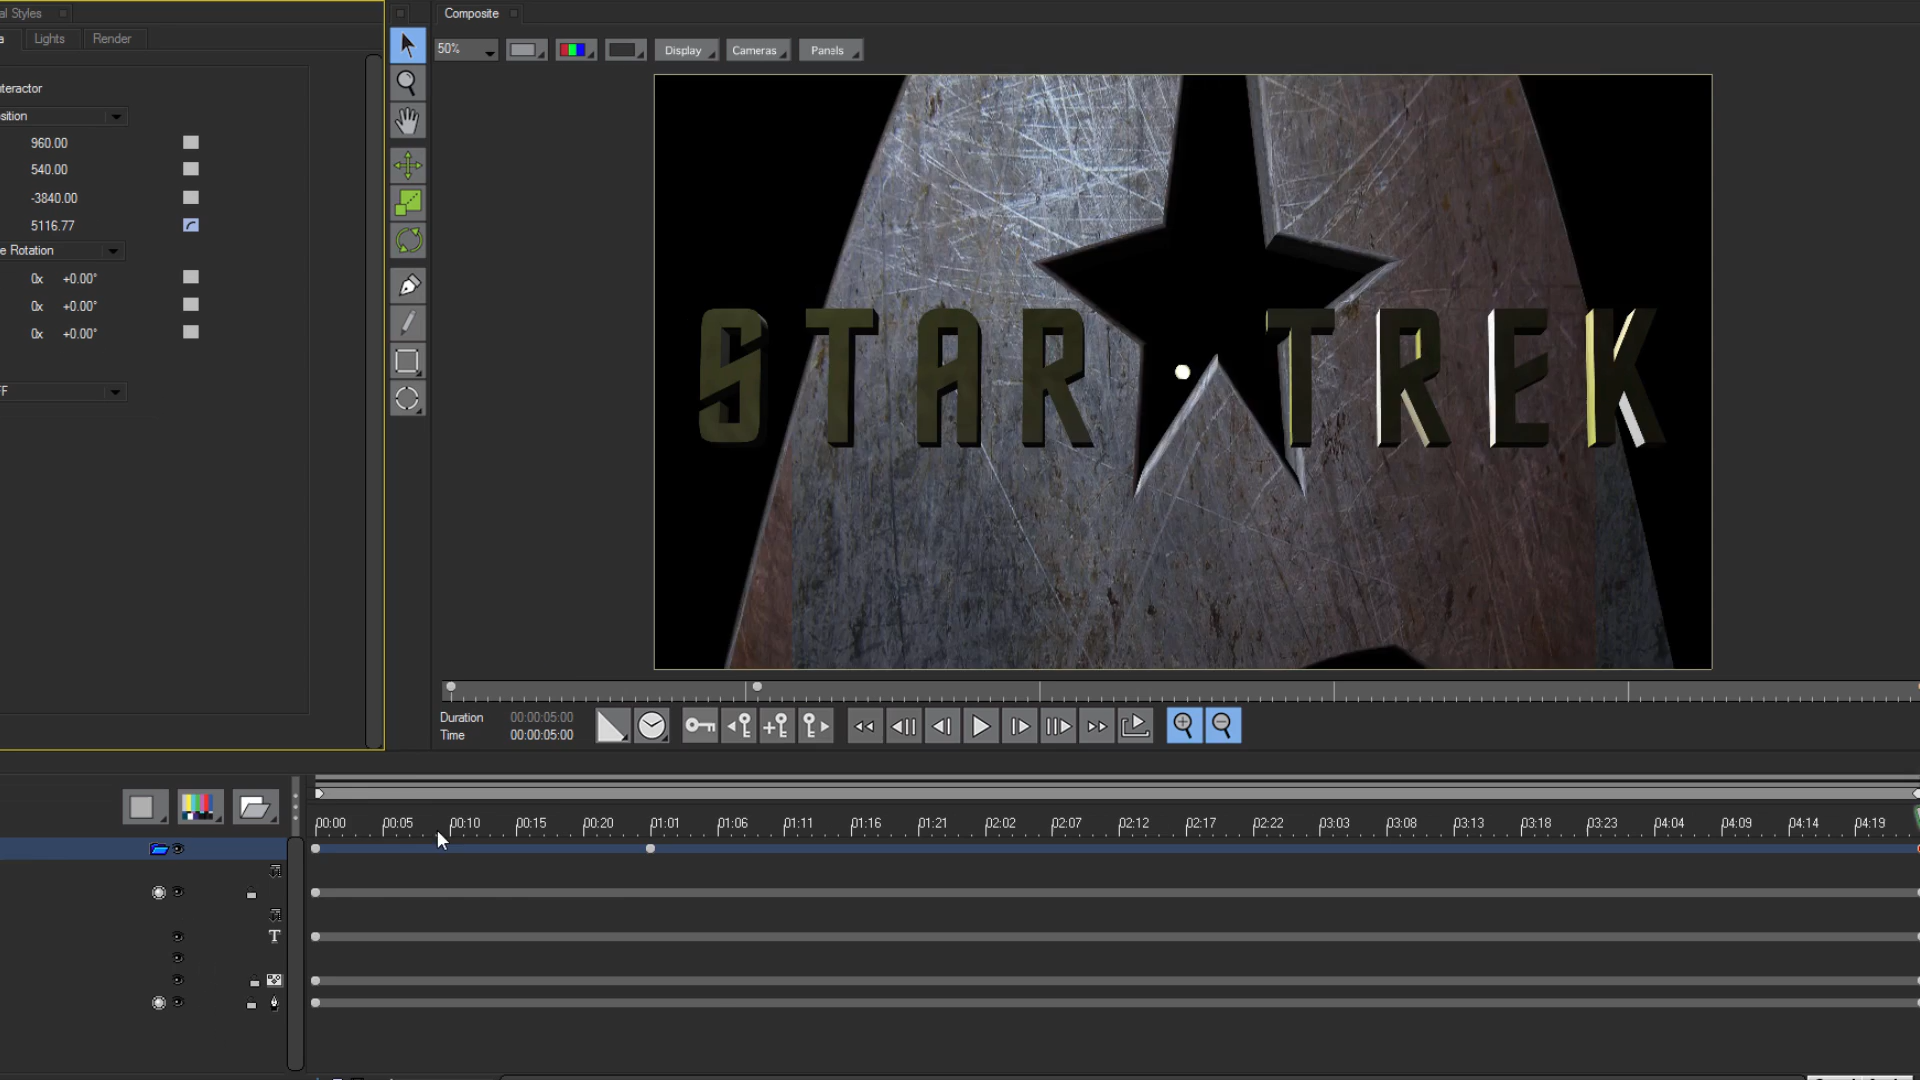 al Styles
Composite
Lights
Render
50%
Display
Cameras
Panels
nteractor
sition
960.00
540.00
-3840.00
5116.77
e Rotation
0x +0.00°
0x +0.00°
0x +0.00°
F
STAR TREK
Duration 00:00:05:00
Time 00:00:05:00
00:00 00:05 00:10 00:15 00:20 01:01 01:06 01:11 01:16 01:21 02:02 02:07 02:12 02:17 02:22 03:03 03:08 03:13 03:18 03:23 04:04 04:09 04:14 04:19
T